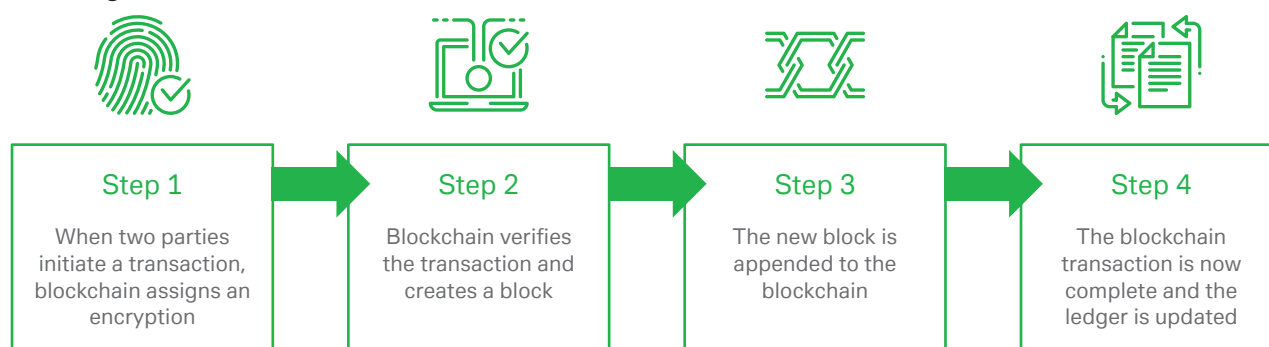 Step 1
When two parties
initiate a transaction,
blockchain assigns an
encryption
Step 2
Blockchain verifies
the transaction and
creates a block
Step 3
The new block is
appended to the
blockchain
Step 4
The blockchain
transaction is now
complete and the
ledger is updated